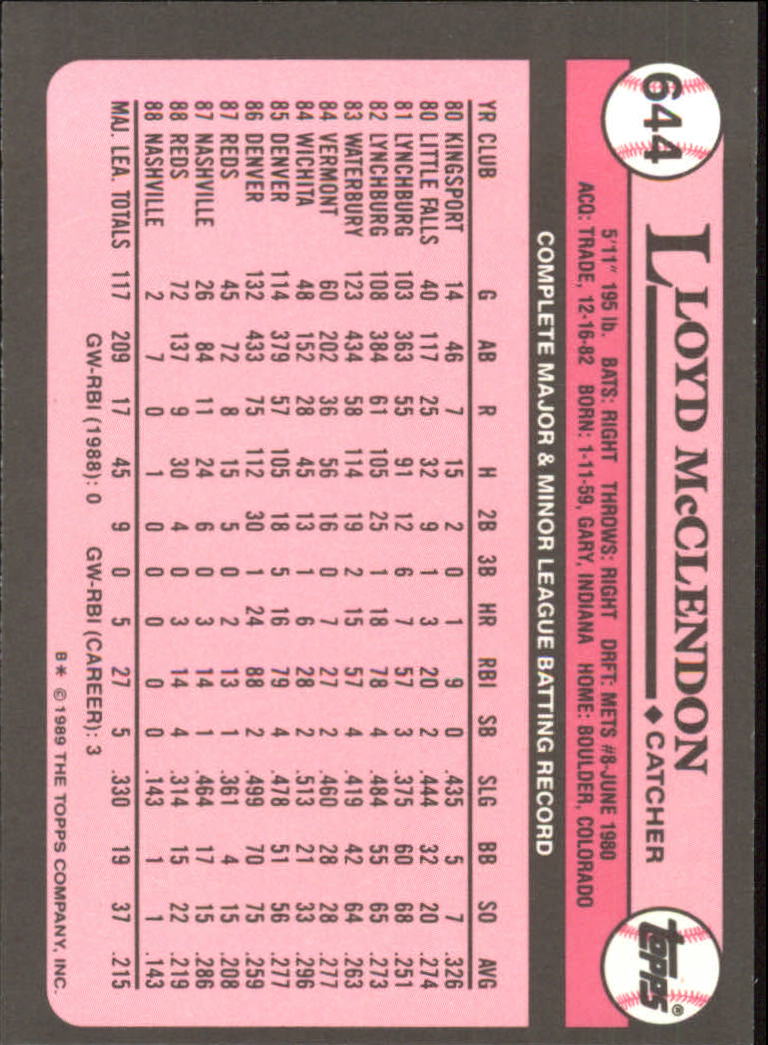 644
LLOYD McCLENDON ◆ CATCHER
topps®
5'11" 195 lb. BATS: RIGHT THROWS: RIGHT DRFT: METS #8-JUNE 1980
ACQ: TRADE, 12-16-82 BORN: 1-11-59, GARY, INDIANA HOME: BOULDER, COLORADO
COMPLETE MAJOR & MINOR LEAGUE BATTING RECORD
YR CLUB G AB R H 2B 3B HR RBI SB SLG BB SO AVG
80 KINGSPORT 14 46 7 15 2 0 1 9 0 .435 5 7 .326
80 LITTLE FALLS 40 117 25 32 9 1 3 20 2 .444 32 20 .274
81 LYNCHBURG 103 363 55 91 12 6 7 57 3 .375 60 68 .251
82 LYNCHBURG 108 384 61 105 25 1 18 78 4 .484 55 65 .273
83 WATERBURY 123 434 58 114 19 2 15 57 4 .419 42 64 .263
84 VERMONT 60 202 36 56 16 0 7 27 2 .460 28 28 .277
84 WICHITA 48 152 28 45 13 1 6 28 2 .513 21 33 .296
85 DENVER 114 379 57 105 18 5 16 79 4 .478 51 56 .277
86 DENVER 132 433 75 112 30 1 24 88 2 .499 70 75 .259
87 REDS 45 72 8 15 5 0 2 13 1 .361 4 15 .208
87 NASHVILLE 26 84 11 24 6 0 3 14 1 .464 17 15 .286
88 REDS 72 137 9 30 4 0 3 14 4 .314 15 22 .219
88 NASHVILLE 2 7 0 1 0 0 0 0 0 .143 1 1 .143
MAJ. LEA. TOTALS 117 209 17 45 9 0 5 27 5 .330 19 37 .215
GW-RBI (1988): 0 GW-RBI (CAREER): 3
B* © 1989 THE TOPPS COMPANY, INC.